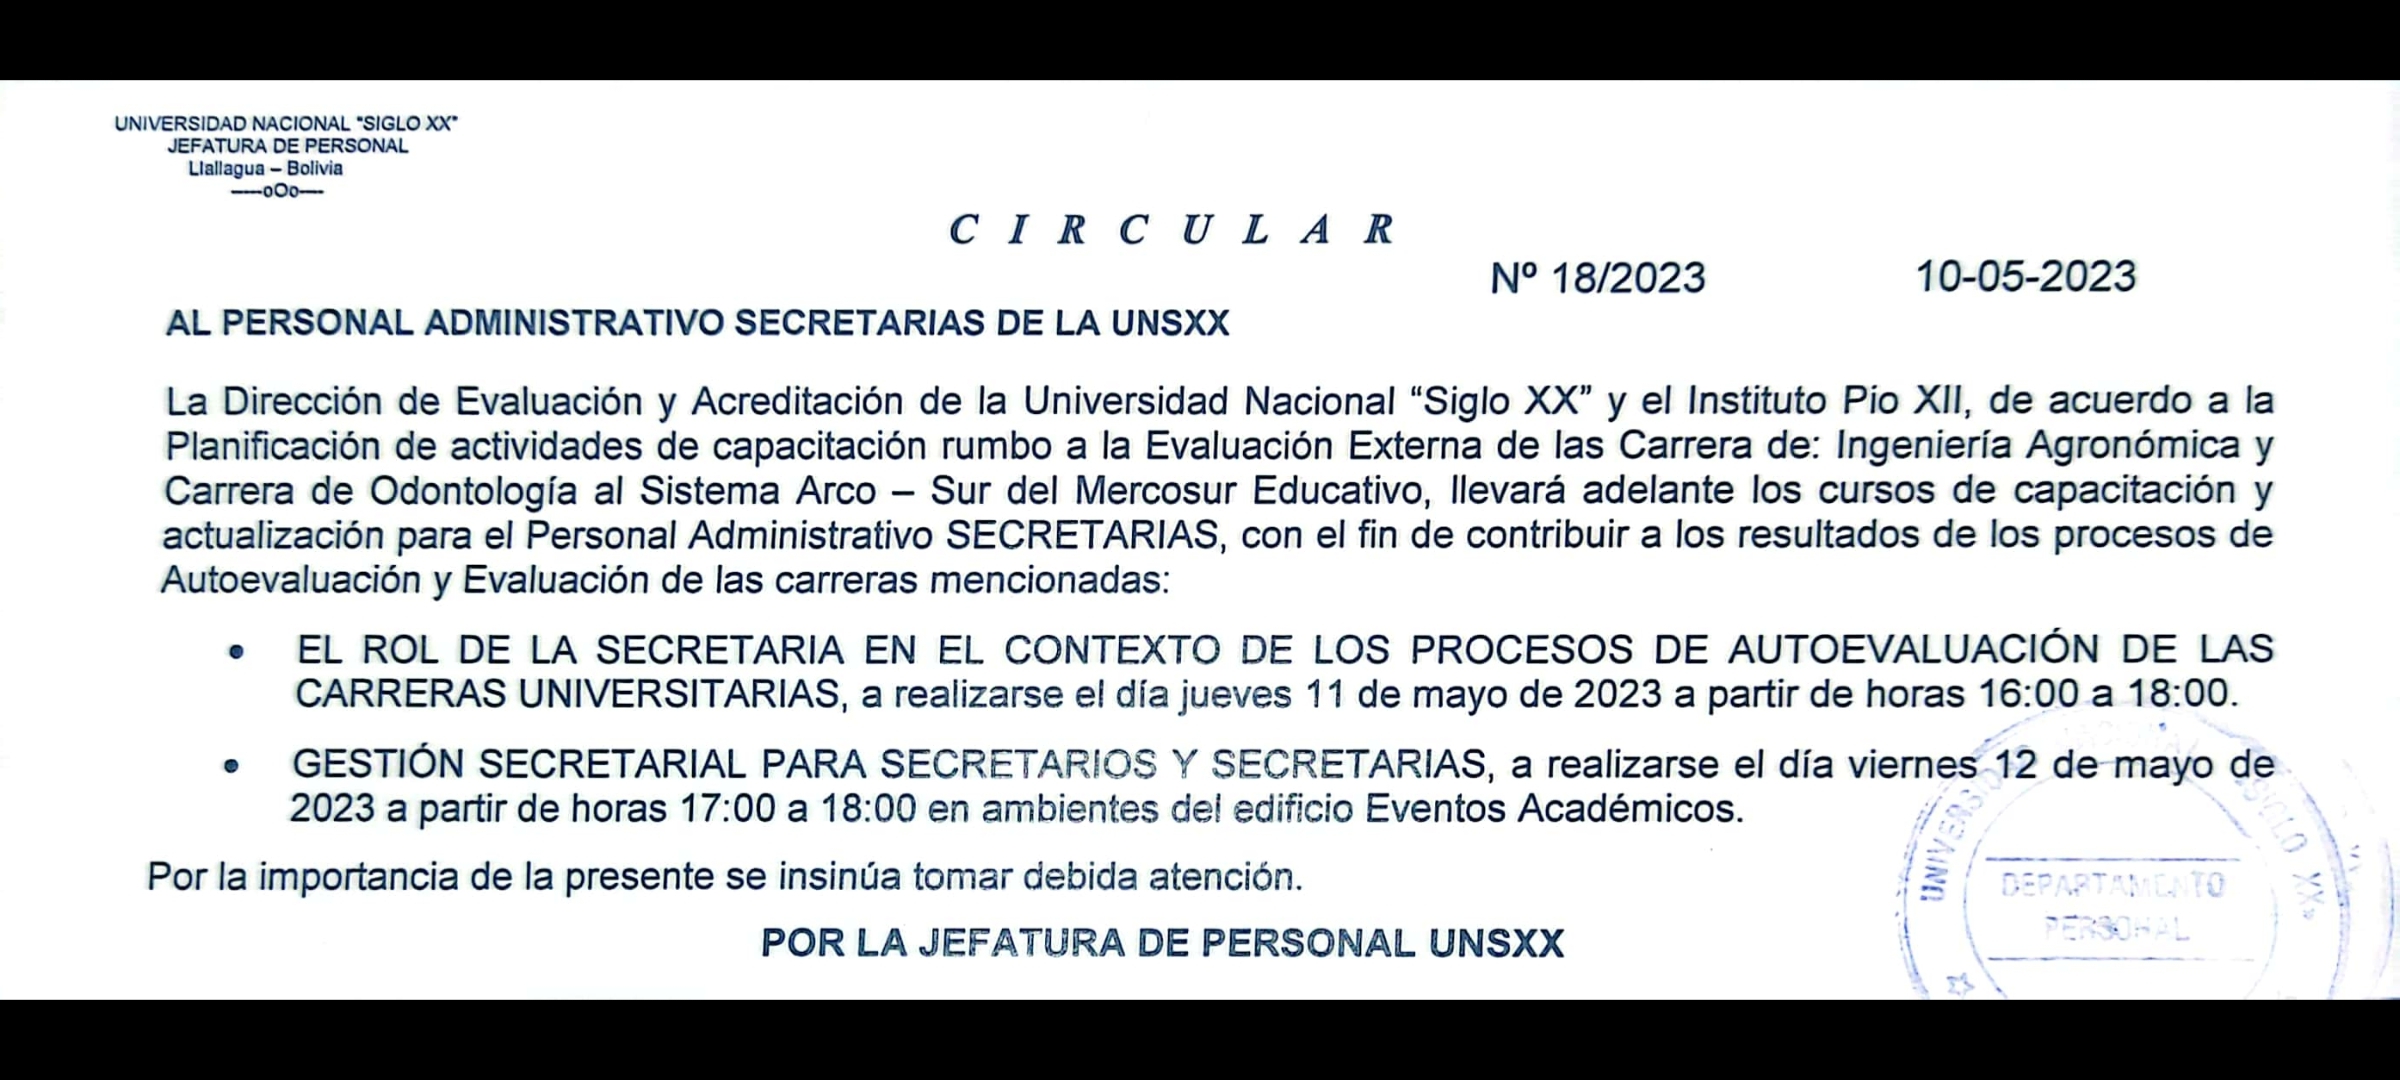 UNIVERSIDAD NACIONAL "SIGLO XX"
JEFATURA DE PERSONAL
Llallagua – Bolivia
----oOo----
C I R C U L A R
Nº 18/2023 10-05-2023
AL PERSONAL ADMINISTRATIVO SECRETARIAS DE LA UNSXX
La Dirección de Evaluación y Acreditación de la Universidad Nacional “Siglo XX” y el Instituto Pio XII, de acuerdo a la
Planificación de actividades de capacitación rumbo a la Evaluación Externa de las Carrera de: Ingeniería Agronómica y
Carrera de Odontología al Sistema Arco – Sur del Mercosur Educativo, llevará adelante los cursos de capacitación y
actualización para el Personal Administrativo SECRETARIAS, con el fin de contribuir a los resultados de los procesos de
Autoevaluación y Evaluación de las carreras mencionadas:
• EL ROL DE LA SECRETARIA EN EL CONTEXTO DE LOS PROCESOS DE AUTOEVALUACIÓN DE LAS
CARRERAS UNIVERSITARIAS, a realizarse el día jueves 11 de mayo de 2023 a partir de horas 16:00 a 18:00.
• GESTIÓN SECRETARIAL PARA SECRETARIOS Y SECRETARIAS, a realizarse el día viernes 12 de mayo de
2023 a partir de horas 17:00 a 18:00 en ambientes del edificio Eventos Académicos.
Por la importancia de la presente se insinúa tomar debida atención.
POR LA JEFATURA DE PERSONAL UNSXX
UNIVERSIDAD NACIONAL «SIGLO XX»
DEPARTAMENTO
PERSONAL